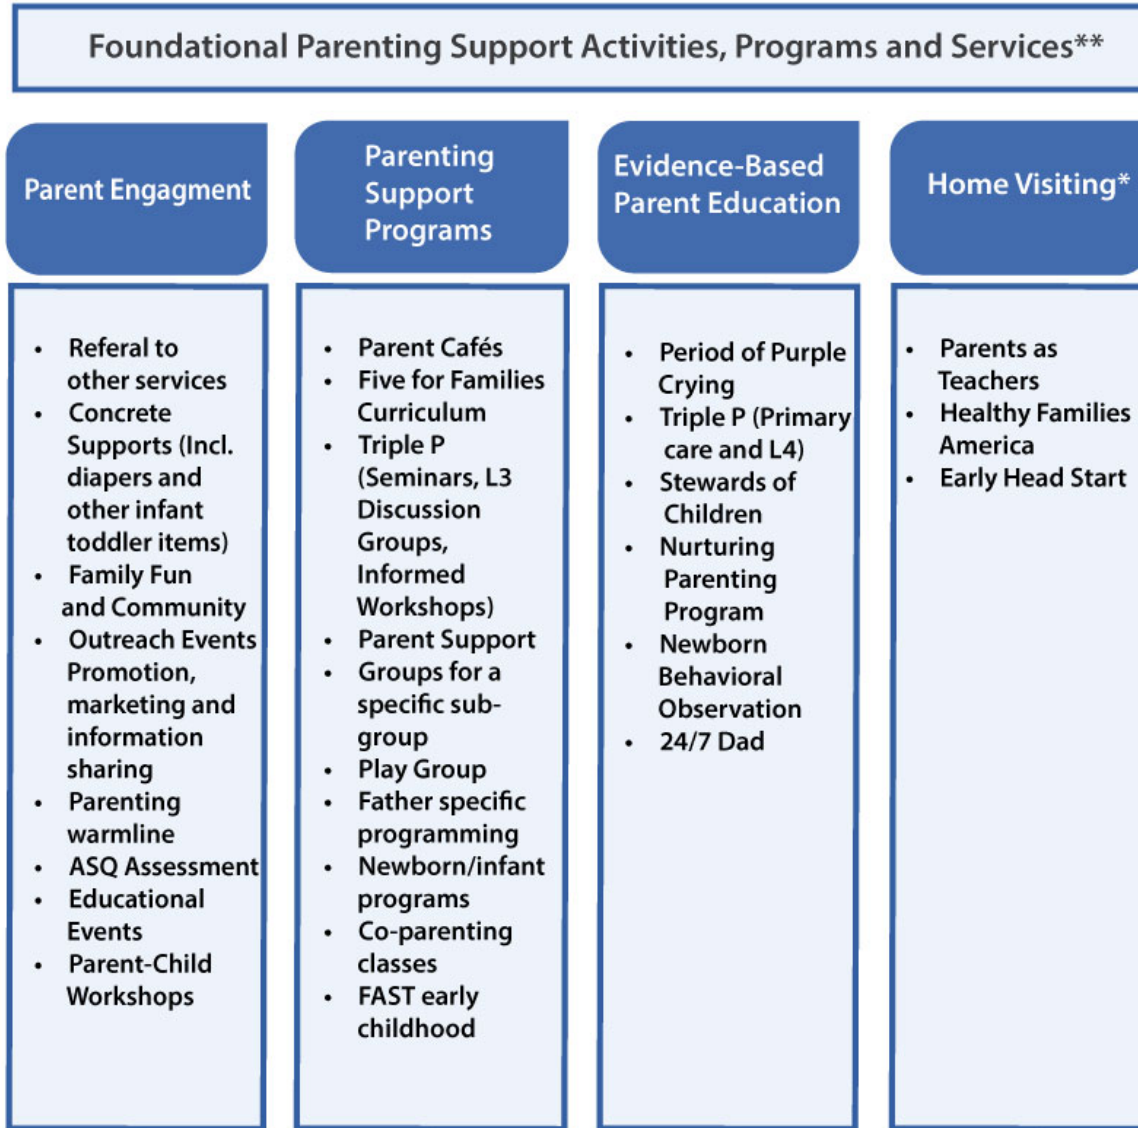 Foundational Parenting Support Activities, Programs and Services**
Parent Engagment
• Referal to
other services
• Concrete
Supports (Incl.
diapers and
other infant
toddler items)
• Family Fun
and Community
• Outreach Events
Promotion,
marketing and
information
sharing
• Parenting
warmline
• ASQ Assessment
• Educational
Events
• Parent-Child
Workshops
Parenting
Support
Programs
• Parent Cafés
• Five for Families
Curriculum
• Triple P
(Seminars, L3
Discussion
Groups,
Informed
Workshops)
• Parent Support
• Groups for a
specific sub-
group
• Play Group
• Father specific
programming
• Newborn/infant
programs
• Co-parenting
classes
• FAST early
childhood
Evidence-Based
Parent Education
• Period of Purple
Crying
• Triple P (Primary
care and L4)
• Stewards of
Children
• Nurturing
Parenting
Program
• Newborn
Behavioral
Observation
• 24/7 Dad
Home Visiting*
• Parents as
Teachers
• Healthy Families
America
• Early Head Start